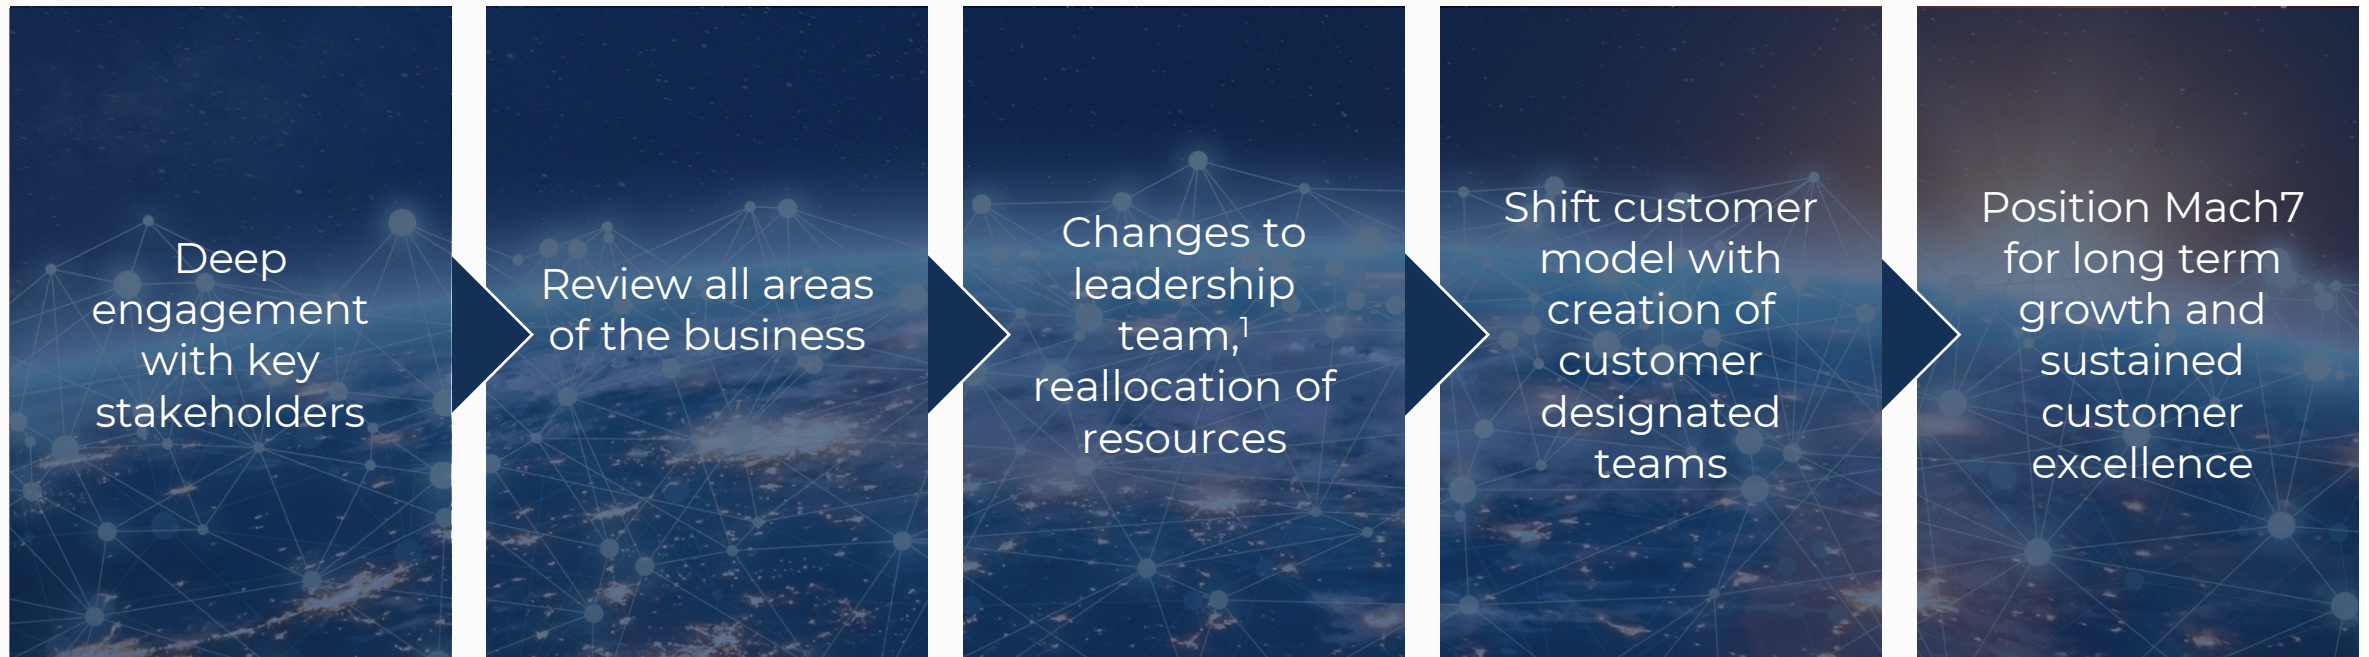 Deep
engagement
with key
stakeholders
Review all areas
of the business
Changes to
leadership
team,¹
reallocation of
resources
Shift customer
model with
creation of
customer
designated
teams
Position Mach7
for long term
growth and
sustained
customer
excellence